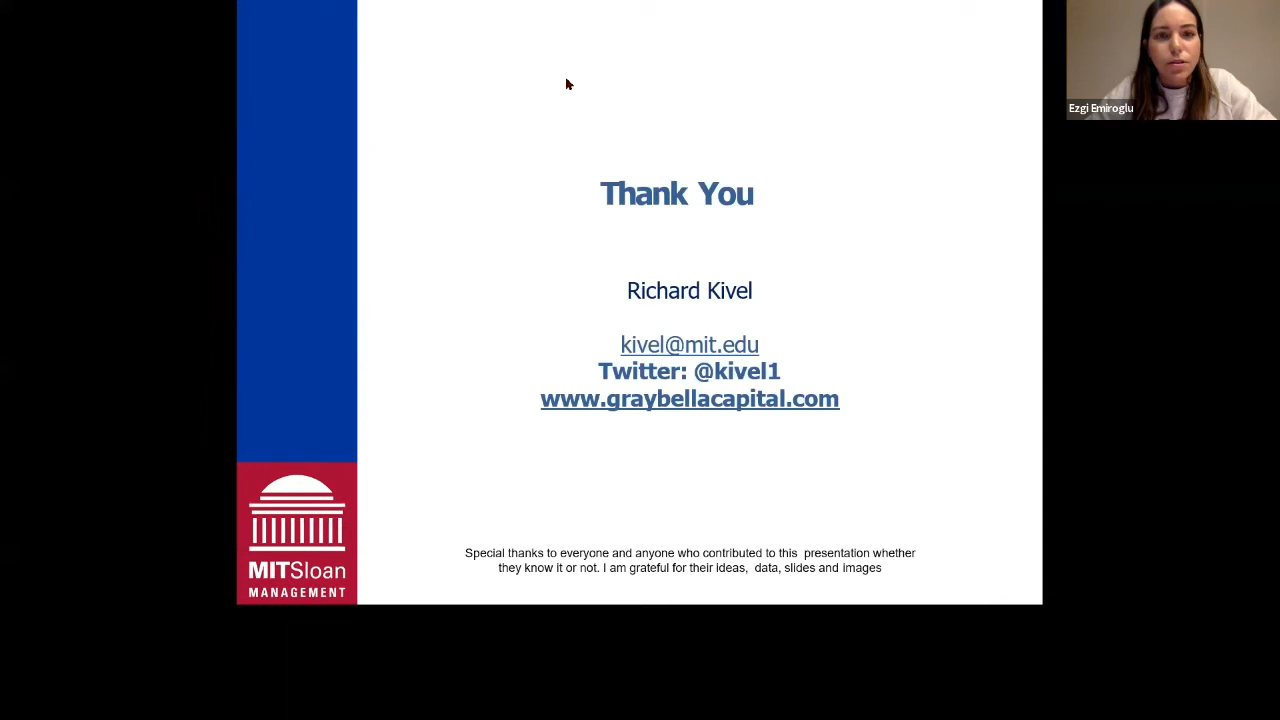 Ezgi Emiroglu
Thank You
Richard Kivel
kivel@mit.edu
Twitter: @kivel1
www.graybellacapital.com
Special thanks to everyone and anyone who contributed to this presentation whether
they know it or not. I am grateful for their ideas, data, slides and images
MITSloan
MANAGEMENT